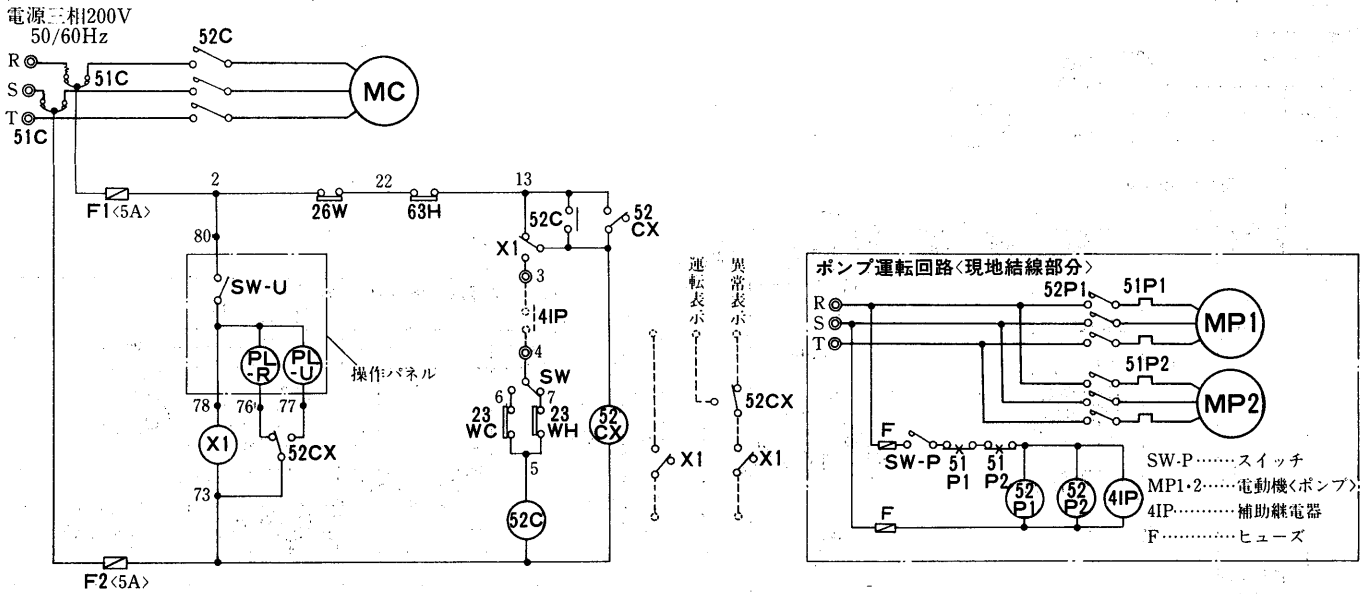 電源三相200V
50/60Hz
R
S
T
51C
51C
52C
MC
F1<5A>
2
26W
22
63H
13
52C
52
CX
X1
3
4IP
4
SW
6
7
23
WC
23
WH
5
52C
52
CX
80
SW-U
PL
-R
PL
-U
操作パネル
78
76
77
X1
52CX
73
F2<5A>
運転表示
異常表示
52CX
X1
X1
ポンプ運転回路<現地結線部分>
R
S
T
52P1
51P1
MP1
51P2
MP2
F
SW-P
51
P1
51
P2
52
P1
52
P2
4IP
F
SW-P……スイッチ
MP1・2……電動機<ポンプ>
4IP………補助継電器
F…………ヒューズ